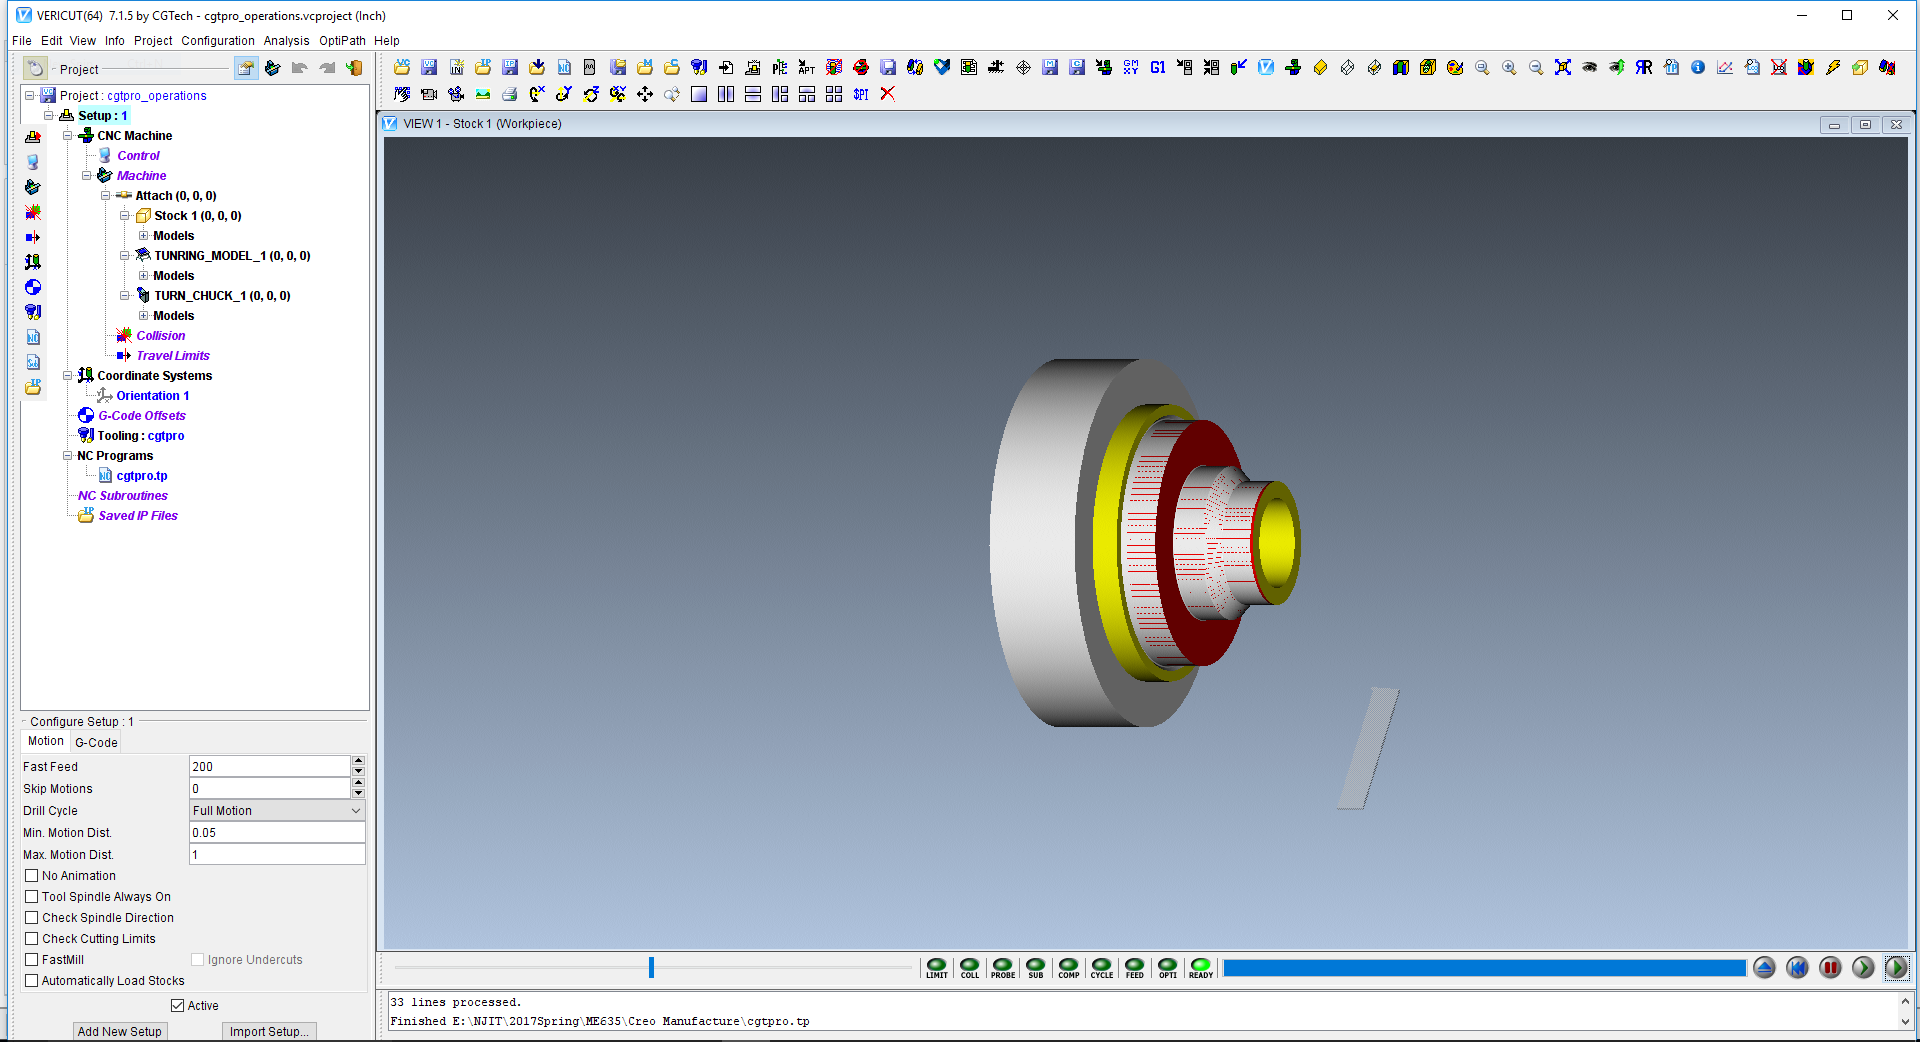 VERICUT(64)  7.1.5 by CGTech - cgtpro_operations.vcproject (Inch)
File Edit View Info Project Configuration Analysis OptiPath Help
Project
Project : cgtpro_operations
Setup : 1
CNC Machine
Control
Machine
Attach (0, 0, 0)
Stock 1 (0, 0, 0)
Models
TUNRING_MODEL_1 (0, 0, 0)
Models
TURN_CHUCK_1 (0, 0, 0)
Models
Collision
Travel Limits
Coordinate Systems
Orientation 1
G-Code Offsets
Tooling : cgtpro
NC Programs
cgtpro.tp
NC Subroutines
Saved IP Files
Configure Setup : 1
Motion G-Code
Fast Feed 200
Skip Motions 0
Drill Cycle Full Motion
Min. Motion Dist. 0.05
Max. Motion Dist. 1
No Animation
Tool Spindle Always On
Check Spindle Direction
Check Cutting Limits
FastMill Ignore Undercuts
Automatically Load Stocks
Active
Add New Setup Import Setup...
VIEW 1 - Stock 1 (Workpiece)
LIMIT COLL PROBE SUB COMP CYCLE FEED OPTI READY
33 lines processed.
Finished E:\NJIT\2017Spring\ME635\Creo Manufacture\cgtpro.tp